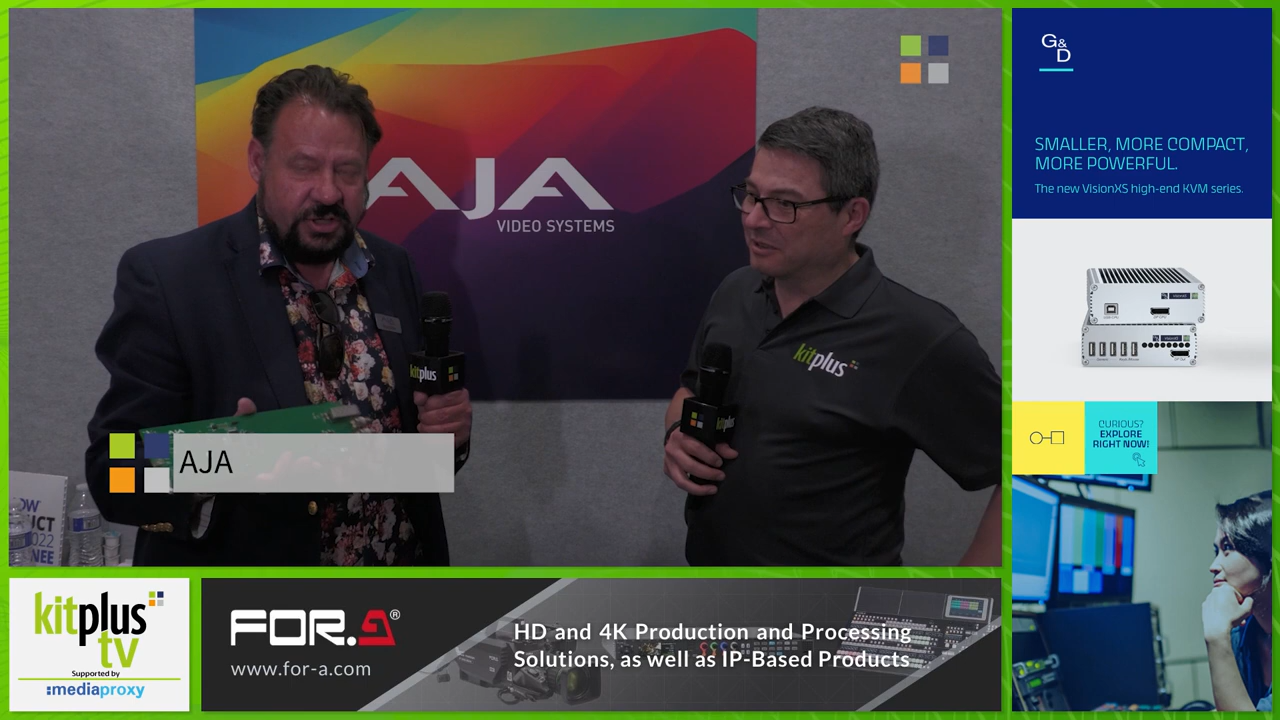 AJA
VIDEO SYSTEMS
kitplus
kitplus
kitplus
AJA
2022
NEE
G&D
SMALLER, MORE COMPACT,
MORE POWERFUL.
The new VisionXS high-end KVM series.
CURIOUS?
EXPLORE
RIGHT NOW!
kitplus
tv
Supported by
:mediaproxy
FOR.A®
www.for-a.com
HD and 4K Production and Processing
Solutions, as well as IP-Based Products